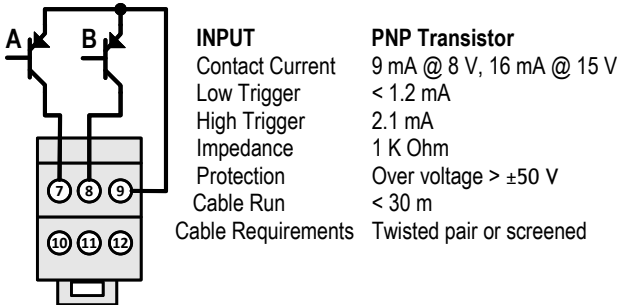 A B INPUT PNP Transistor
Contact Current 9 mA @ 8 V, 16 mA @ 15 V
Low Trigger < 1.2 mA
High Trigger 2.1 mA
Impedance 1 K Ohm
Protection Over voltage > ±50 V
Cable Run < 30 m
Cable Requirements Twisted pair or screened
7 8 9
10 11 12